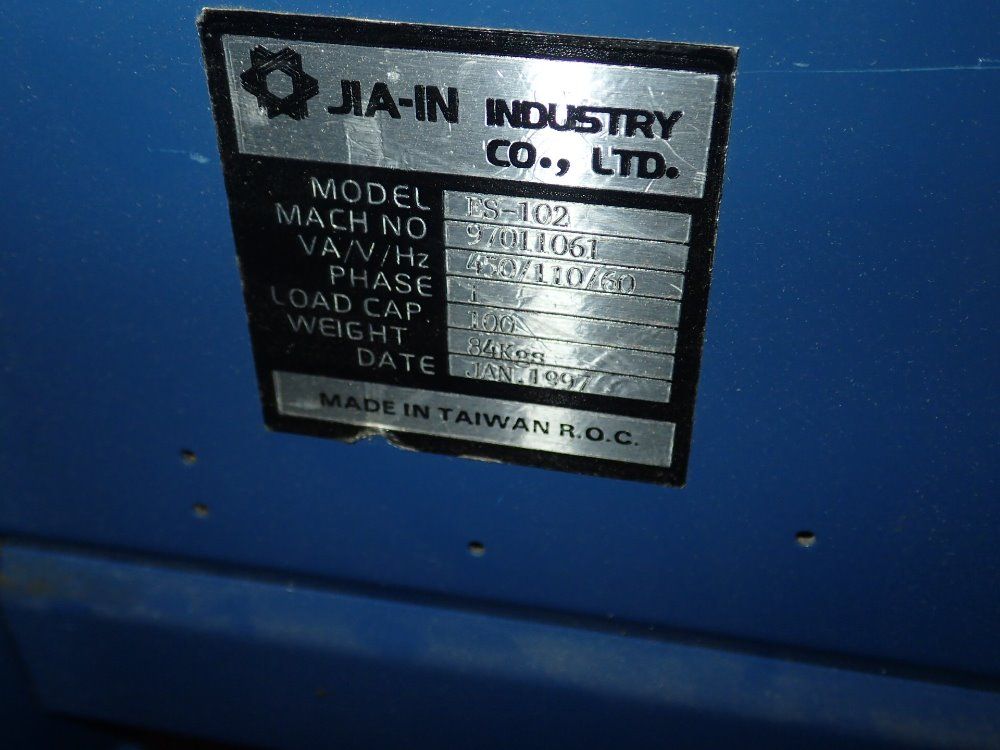 JIA-IN INDUSTRY
CO., LTD.
MODEL ES-102
MACH NO 97011061
VA/V/Hz 450/110/60
PHASE 1
LOAD CAP 100
WEIGHT 84Kgs
DATE JAN.1997
MADE IN TAIWAN R.O.C.